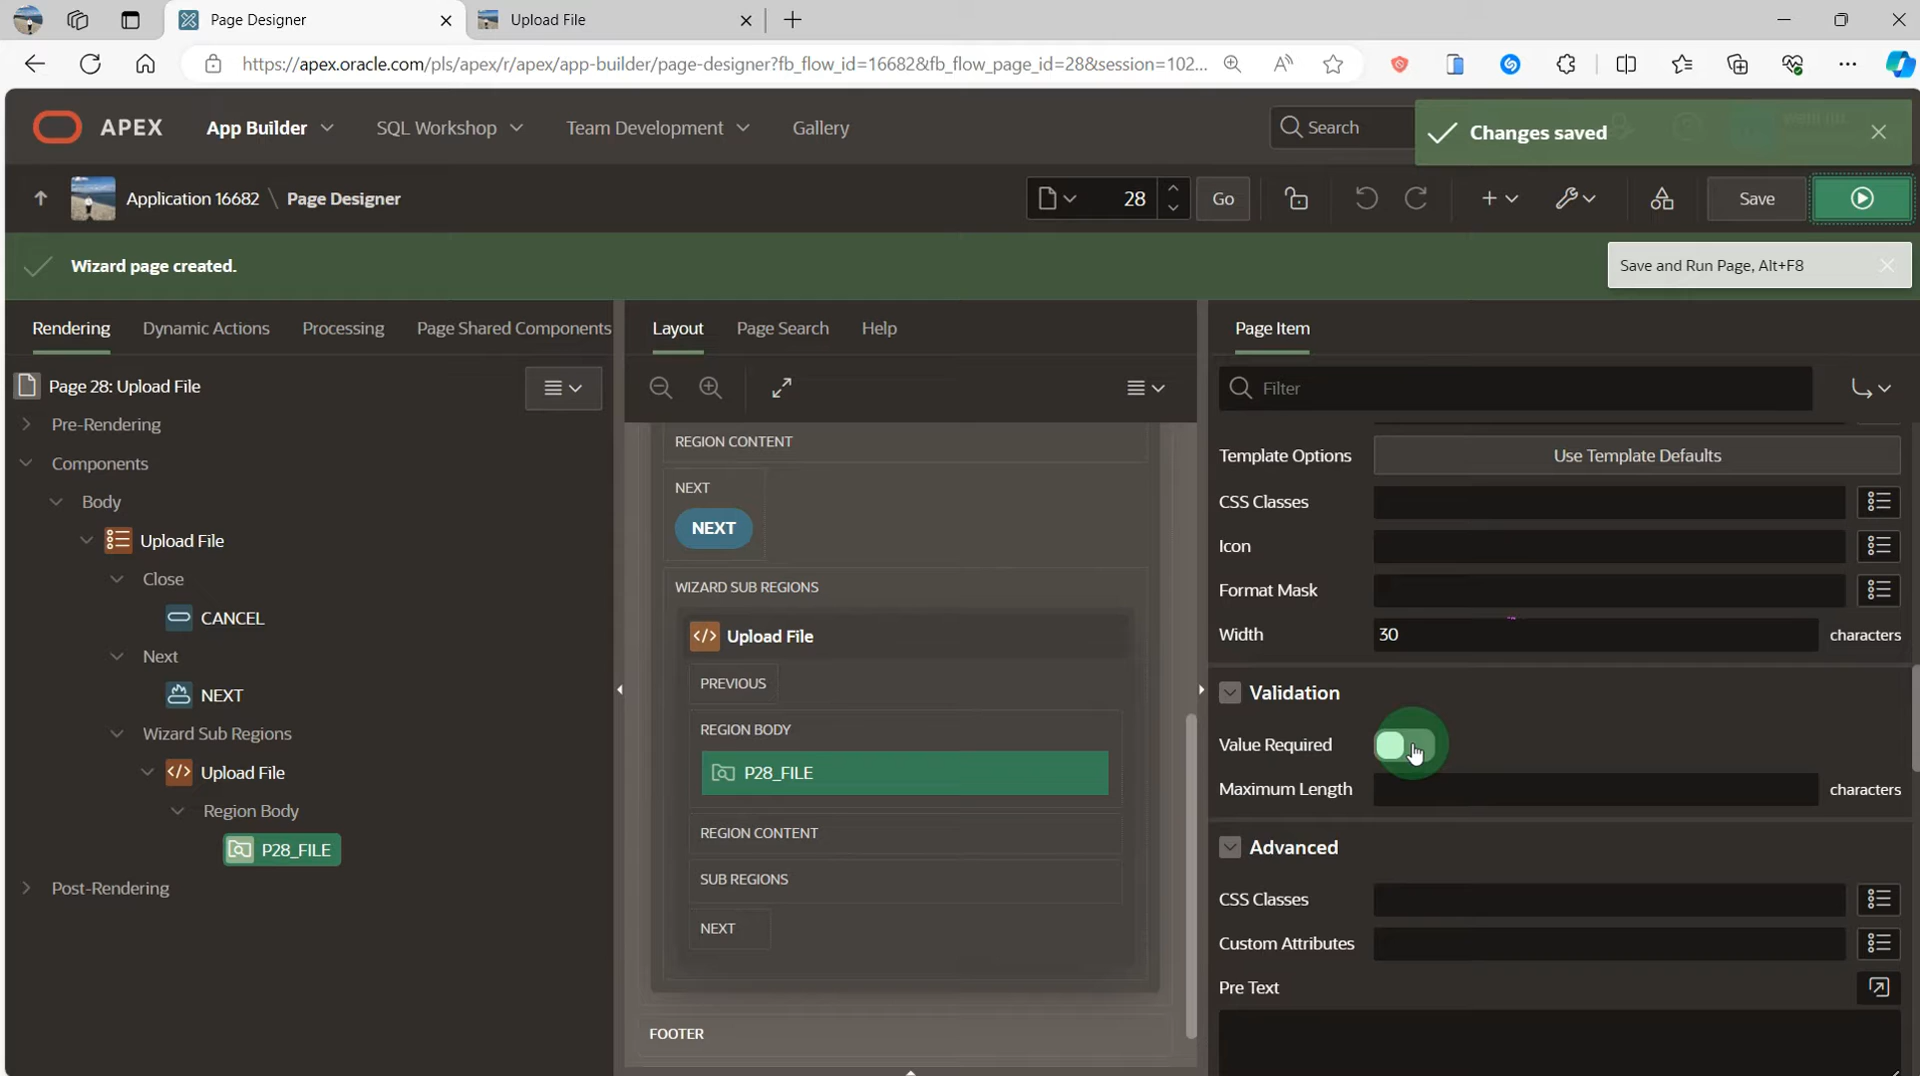 Page Designer
Upload File
https://apex.oracle.com/pls/apex/r/apex/app-builder/page-designer?fb_flow_id=16682&fb_flow_page_id=28&session=102...
APEX
App Builder
SQL Workshop
Team Development
Gallery
Search
Changes saved
Application 16682 \ Page Designer
28
Go
Save
Wizard page created.
Save and Run Page, Alt+F8
Rendering
Dynamic Actions
Processing
Page Shared Components
Layout
Page Search
Help
Page Item
Page 28: Upload File
Pre-Rendering
Components
Body
Upload File
Close
CANCEL
Next
NEXT
Wizard Sub Regions
Upload File
Region Body
P28_FILE
Post-Rendering
REGION CONTENT
NEXT
NEXT
WIZARD SUB REGIONS
Upload File
PREVIOUS
REGION BODY
P28_FILE
REGION CONTENT
SUB REGIONS
NEXT
FOOTER
Filter
Template Options
Use Template Defaults
CSS Classes
Icon
Format Mask
Width
30
characters
Validation
Value Required
Maximum Length
characters
Advanced
CSS Classes
Custom Attributes
Pre Text